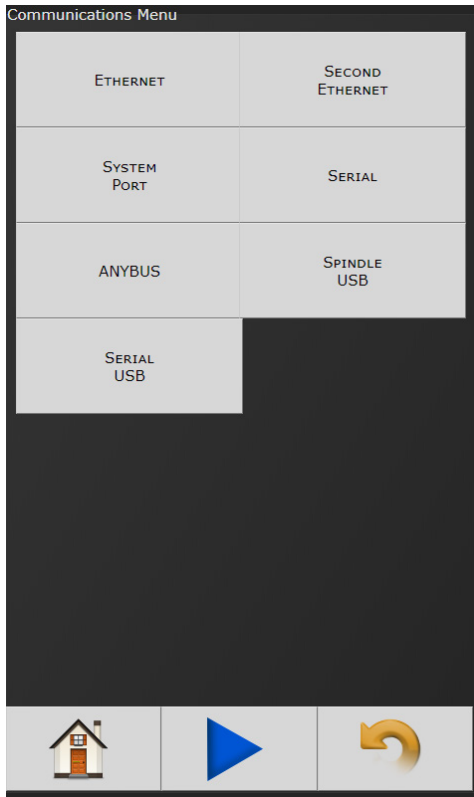 Communications Menu
Ethernet
Second
Ethernet
System
Port
Serial
ANYBUS
Spindle
USB
Serial
USB